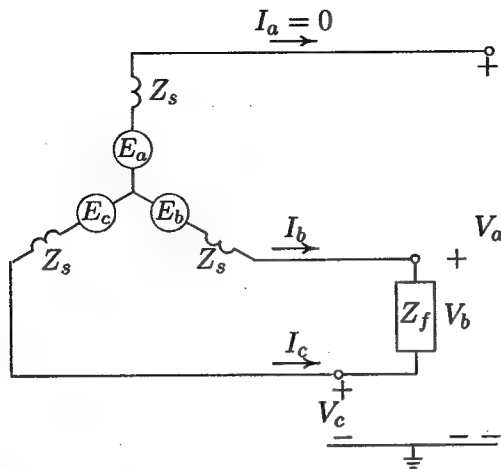 I_a = 0
Z_s
+
E_a
E_c
E_b
V_a
Z_s
Z_s
I_b
+
Z_f
V_b
I_c
+
V_c
− − −